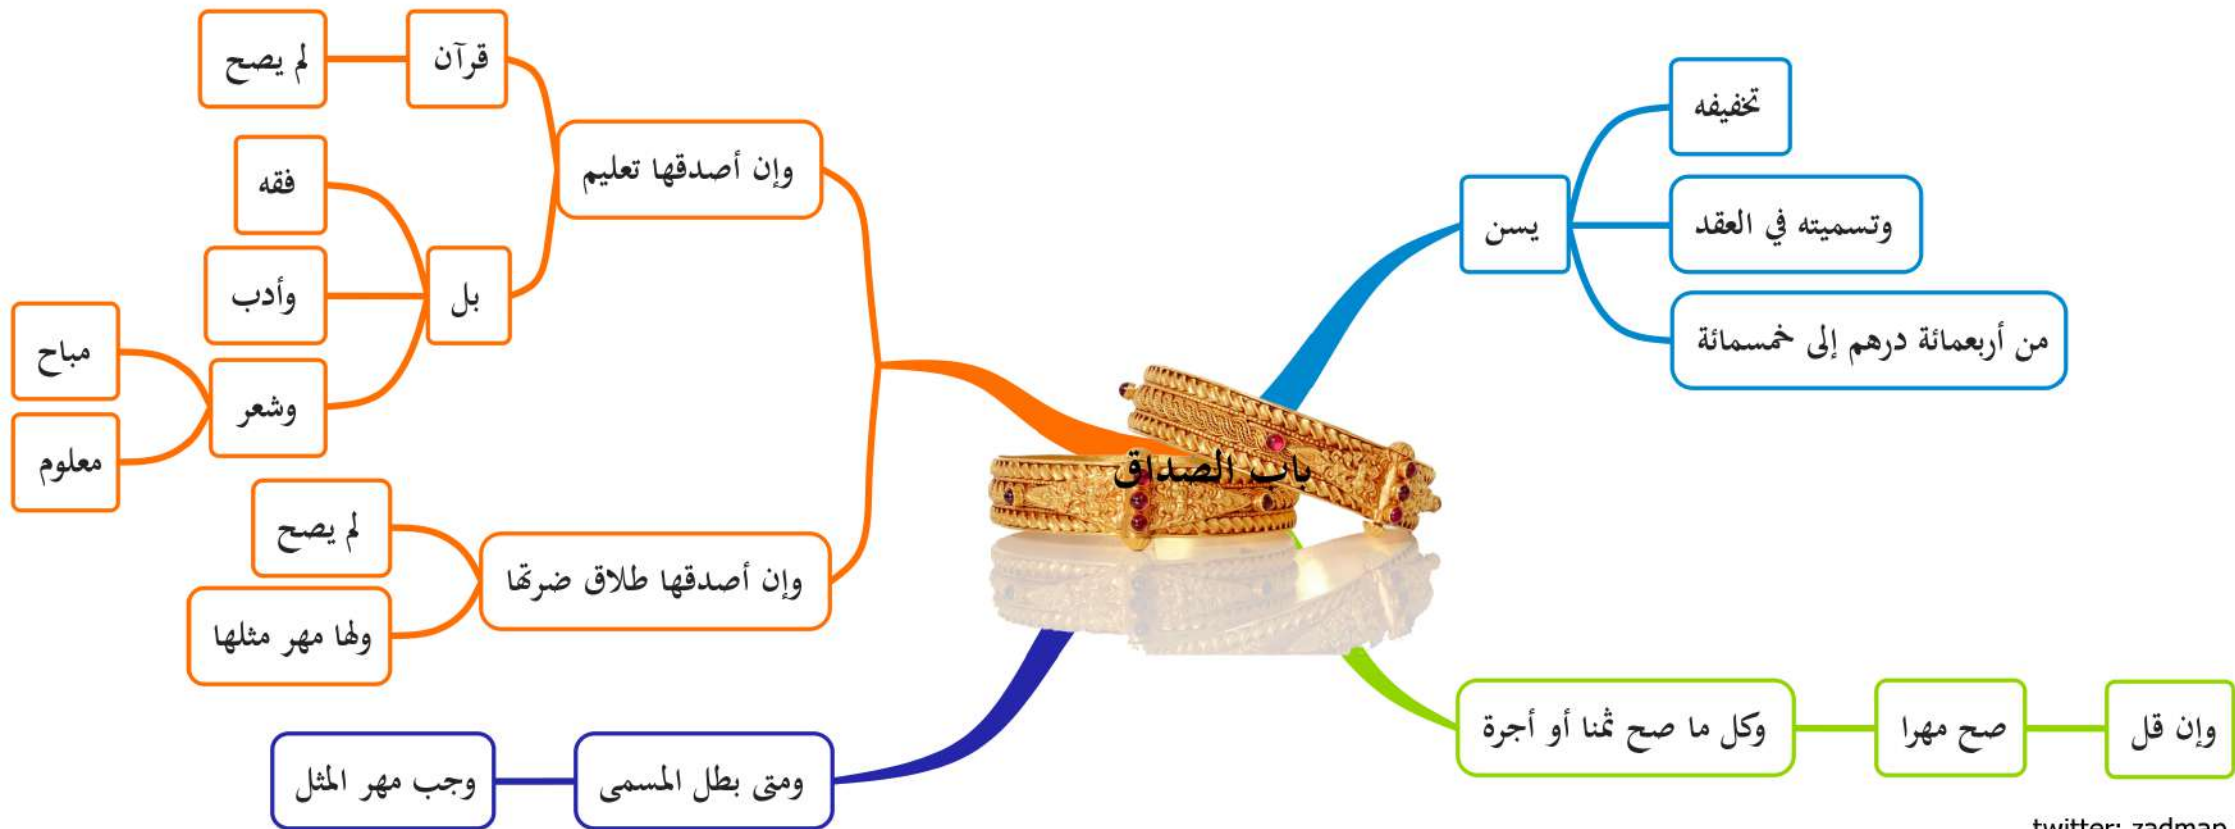 باب الصداق
يسن
تخفيفه
وتسميته في العقد
من أربعمائة درهم إلى خمسمائة
وكل ما صح ثمنا أو أجرة
صح مهرا
وإن قل
وإن أصدقها تعليم
قرآن
لم يصح
بل
فقه
وأدب
وشعر
مباح
معلوم
وإن أصدقها طلاق ضرتها
لم يصح
ولها مهر مثلها
ومتى بطل المسمى
وجب مهر المثل
twitter: zadmap